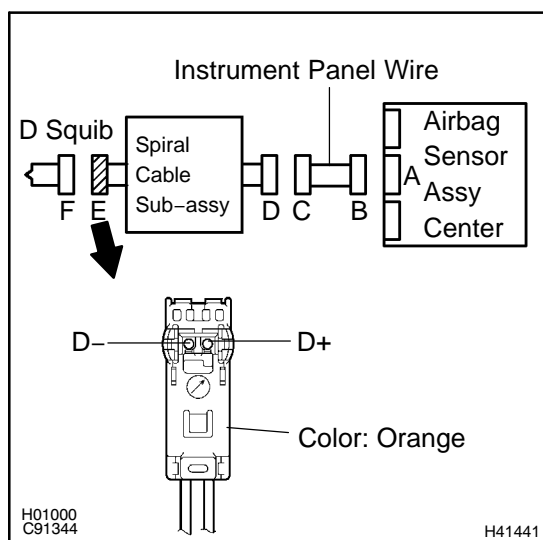 Instrument Panel Wire
D Squib
Spiral
Cable
Sub-assy
Airbag
Sensor
Assy
Center
F E D C B A
D-
D+
Color: Orange
H01000
C91344
H41441